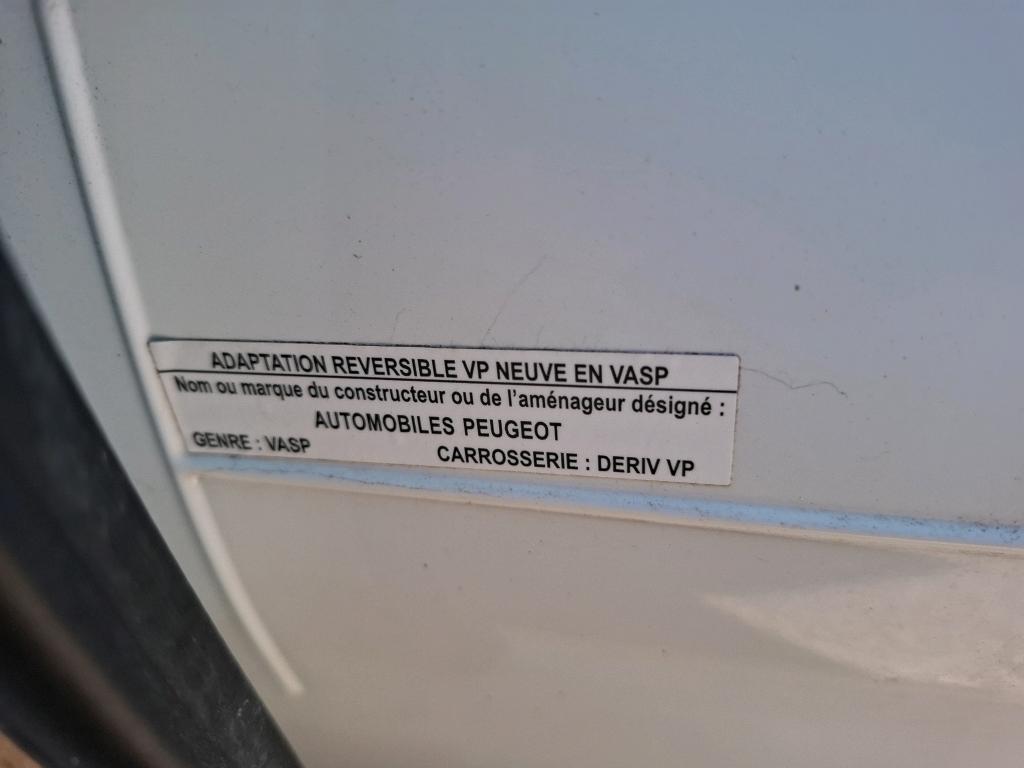 ADAPTATION REVERSIBLE VP NEUVE EN VASP
Nom ou marque du constructeur ou de l'aménageur désigné :
AUTOMOBILES PEUGEOT
GENRE : VASP CARROSSERIE : DERIV VP